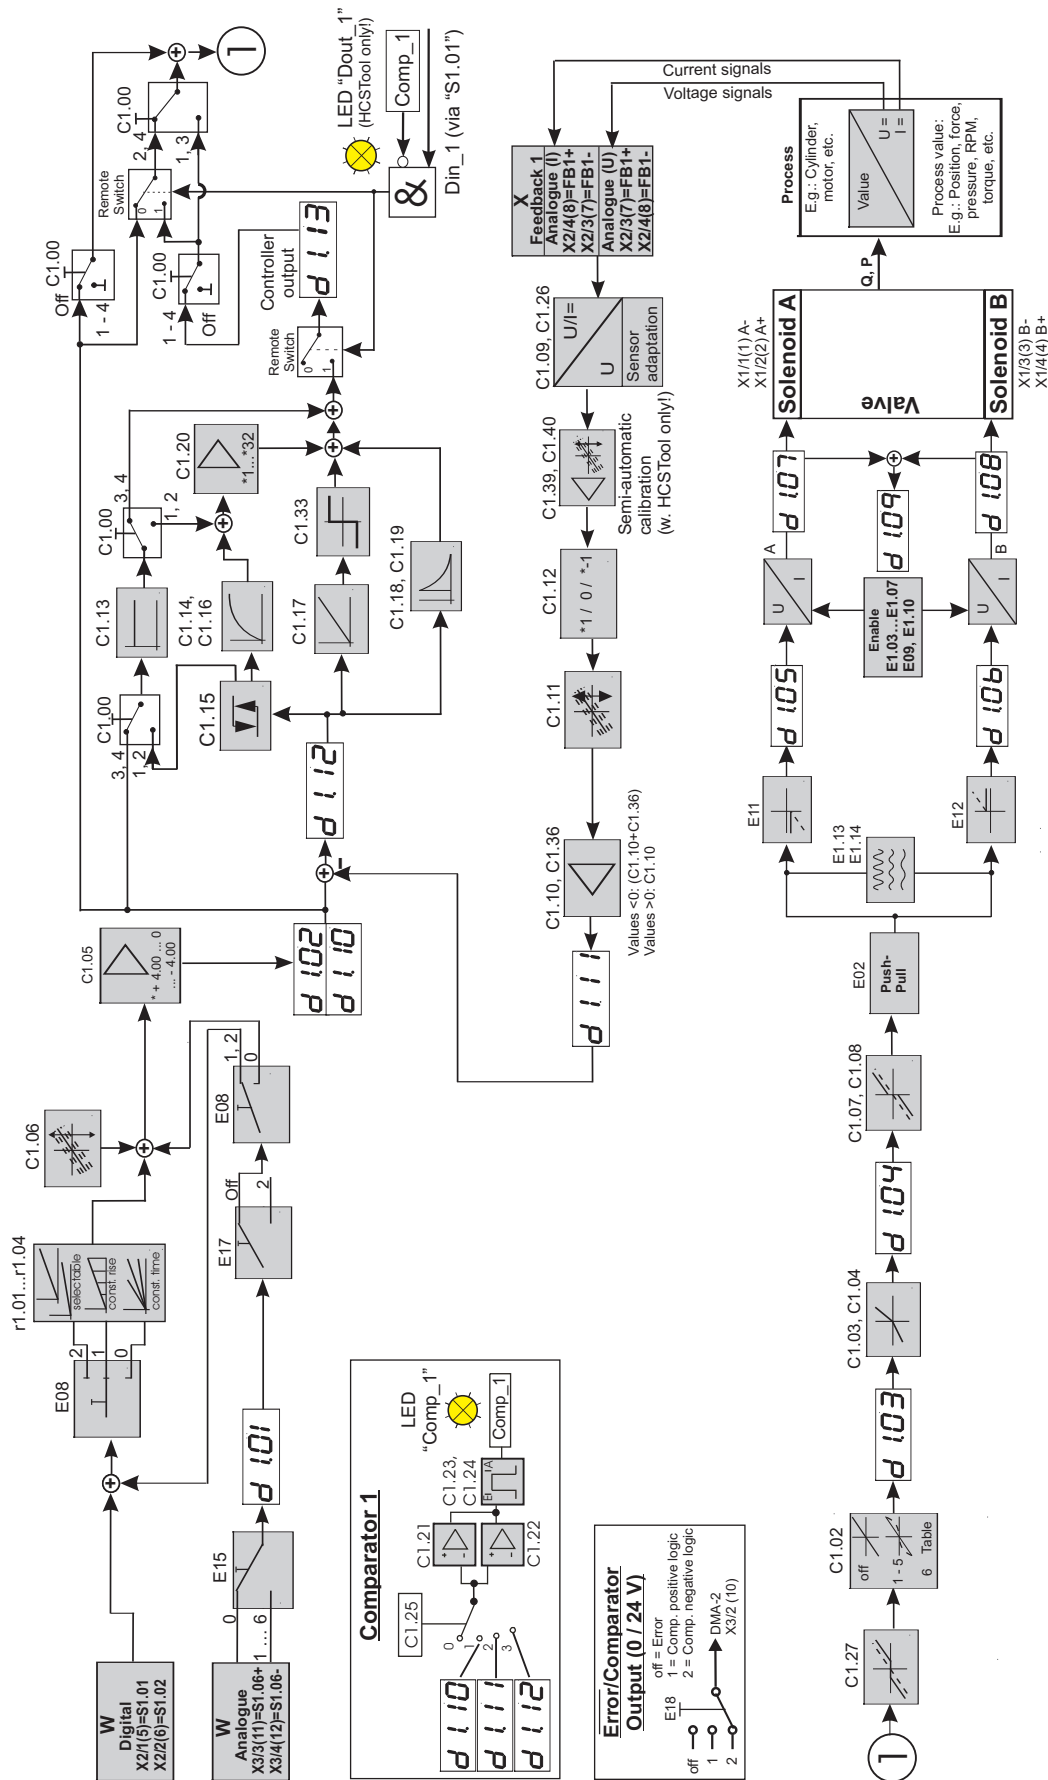 W
Digital
X2/1(5)=S1.01
X2/2(6)=S1.02
W
Analogue
X3/3(11)=S1.06+
X3/4(12)=S1.06-
E15
0
1 ... 6
d 1.01
E08
2
1
0
r1.01...r1.04
selectable
const. rise
const. time
C1.06
E17
Off
2
E08
1, 2
0
C1.05
* + 4.00 ... 0
... - 4.00
d 1.02
d 1.10
d 1.12
-
C1.00
3, 4
1, 2
C1.13
C1.00
3, 4
1, 2
C1.15
C1.14,
C1.16
C1.20
*1...*32
C1.17
C1.33
C1.18, C1.19
Remote
Switch
0
1
Controller
output
d 1.13
Off
C1.00
1 - 4
1 - 4
C1.00
Off
Remote
Switch
0
1
C1.00
2, 4
1, 3
1
LED “Dout_1”
(HCSTool only!)
Comp_1
&
Din_1 (via “S1.01”)
Comparator 1
d 1.10
d 1.11
d 1.12
C1.25
0
1
2
3
C1.21
+
-
C1.22
+
-
C1.23,
C1.24
B
A
LED
“Comp_1”
Comp_1
Error/Comparator
Output (0 / 24 V)
E18
off = Error
1 = Comp. positive logic
2 = Comp. negative logic
off
1
2
DMA-2
X3/2 (10)
d 1.11
C1.10, C1.36
Values <0: (C1.10+C1.36)
Values >0: C1.10
C1.11
C1.12
*1 / 0 / *-1
C1.39, C1.40
Semi-automatic
calibration
(w. HCSTool only!)
C1.09, C1.26
U/I=
U
Sensor
adaptation
X
Feedback 1
Analogue (I)
X2/4(8)=FB1+
X2/3(7)=FB1-
Analogue (U)
X2/3(7)=FB1+
X2/4(8)=FB1-
Current signals
Voltage signals
1
C1.27
C1.02
off
1 - 5
6 Table
d 1.03
C1.03, C1.04
d 1.04
C1.07, C1.08
E02
Push-
Pull
E1.13
E1.14
E11
E12
d 1.05
d 1.06
U
I
A
U
I
B
Enable
E1.03...E1.07
E09, E1.10
d 1.07
d 1.09
d 1.08
X1/1(1) A-
X1/2(2) A+
Solenoid A
Valve
Solenoid B
X1/3(3) B-
X1/4(4) B+
Q, P
Process
E.g.: Cylinder,
motor, etc.
Value
U =
I =
Process value:
E.g.: Position, force,
pressure, RPM,
torque, etc.